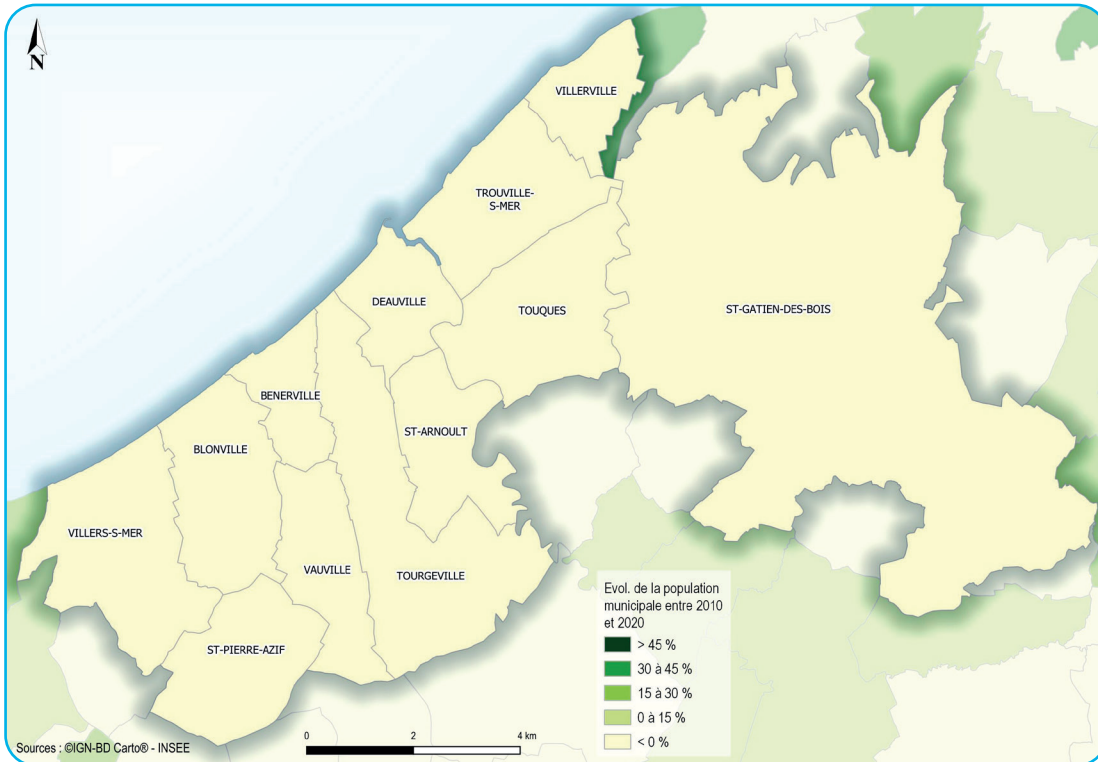 N
VILLERVILLE
TROUVILLE-
S-MER
DEAUVILLE
TOUQUES
ST-GATIEN-DES-BOIS
BENERVILLE
ST-ARNOULT
BLONVILLE
VILLERS-S-MER
VAUVILLE
TOURGEVILLE
ST-PIERRE-AZIF
Evol. de la population
municipale entre 2010
et 2020
> 45 %
30 à 45 %
15 à 30 %
0 à 15 %
< 0 %
Sources : ©IGN-BD Carto® - INSEE
0 2 4 km